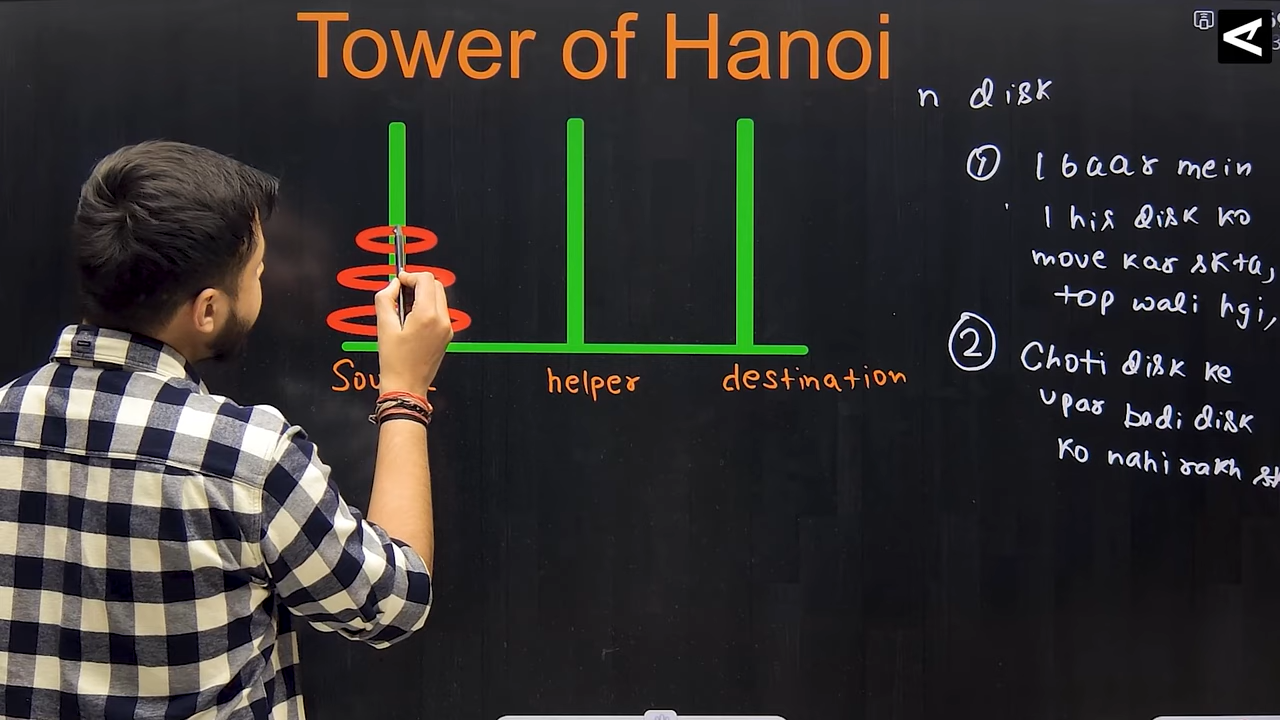 Tower of Hanoi
n disk
① 1 baar mein
1 hi disk ko
move kar skta,
top wali hgi,
② Choti disk ke
upar badi disk
ko nahi rakh
helper
destination